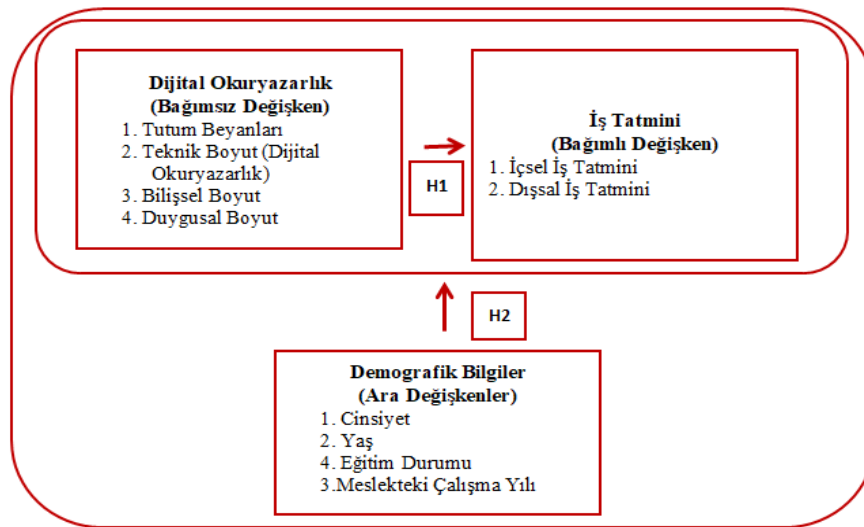 Dijital Okuryazarlık
(Bağımsız Değişken)
1. Tutum Beyanları
2. Teknik Boyut (Dijital
Okuryazarlık)
3. Bilişsel Boyut
4. Duygusal Boyut
H1
İş Tatmini
(Bağımlı Değişken)
1. İçsel İş Tatmini
2. Dışsal İş Tatmini
H2
Demografik Bilgiler
(Ara Değişkenler)
1. Cinsiyet
2. Yaş
4. Eğitim Durumu
3.Meslekteki Çalışma Yılı